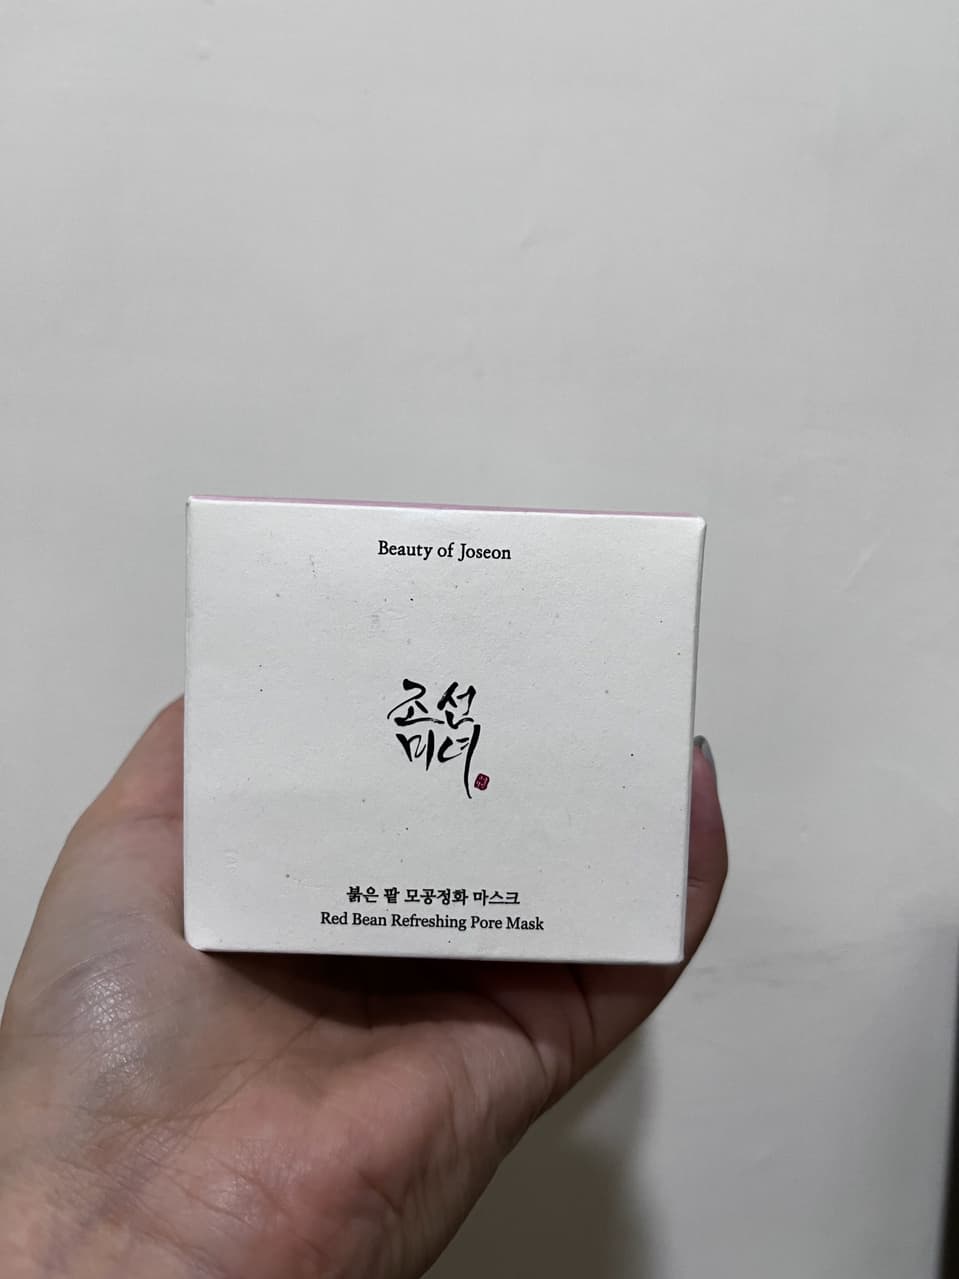 Beauty of Joseon
조선
미녀
붉은 팥 모공정화 마스크
Red Bean Refreshing Pore Mask